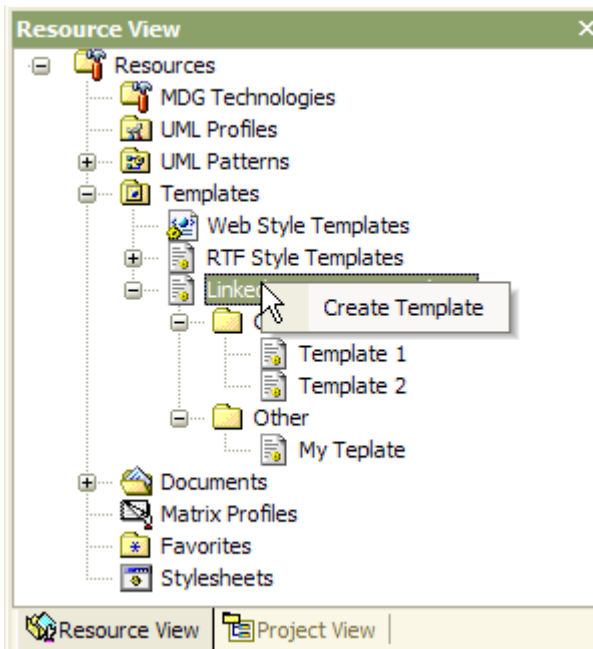 Resource View
Resources
MDG Technologies
UML Profiles
UML Patterns
Templates
Web Style Templates
RTF Style Templates
Create Template
Template 1
Template 2
Other
My Teplate
Documents
Matrix Profiles
Favorites
Stylesheets
Resource View Project View